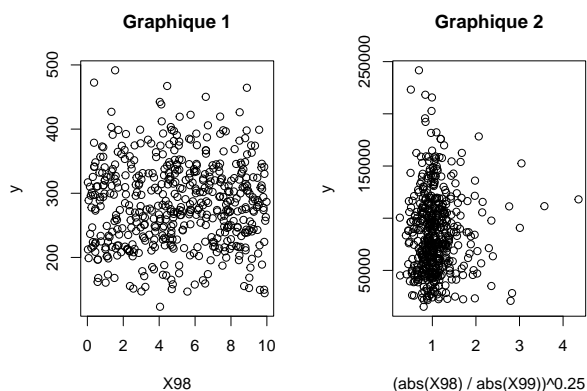 Graphique 1
500
400
300
200
y
0 2 4 6 8 10
X98
Graphique 2
250000
150000
50000
y
1 2 3 4
(abs(X98) / abs(X99))^0.25